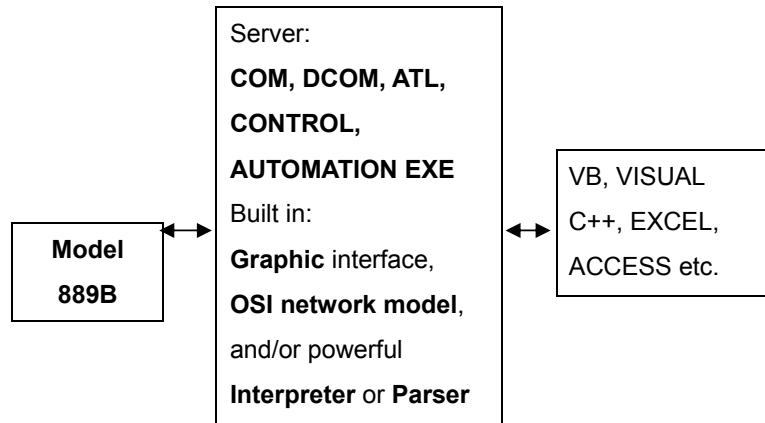 Server:
COM, DCOM, ATL,
CONTROL,
AUTOMATION EXE
Built in:
Graphic interface,
OSI network model,
and/or powerful
Interpreter or Parser
Model
889B
VB, VISUAL
C++, EXCEL,
ACCESS etc.